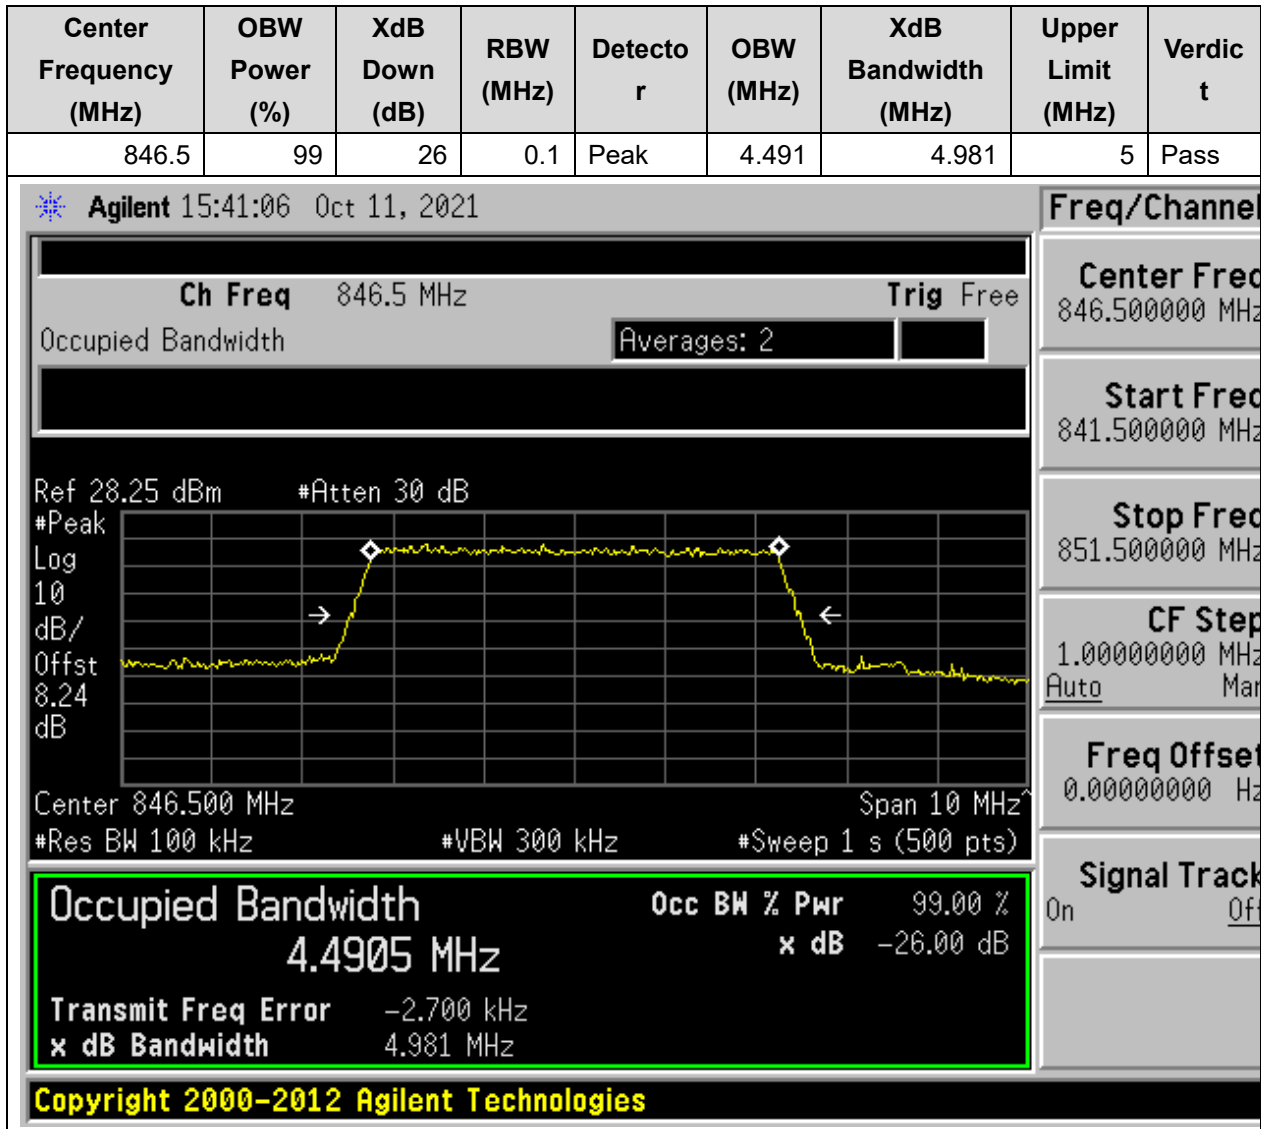 Center Frequency (MHz) OBW Power (%) XdB Down (dB) RBW (MHz) Detecto r OBW (MHz) XdB Bandwidth (MHz) Upper Limit (MHz) Verdic t
846.5 99 26 0.1 Peak 4.491 4.981 5 Pass
Agilent 15:41:06 Oct 11, 2021
Ch Freq 846.5 MHz Trig Free
Occupied Bandwidth Averages: 2
Ref 28.25 dBm #Atten 30 dB
#Peak
Log
10
dB/
Offst
8.24
dB
Center 846.500 MHz Span 10 MHz^
#Res BW 100 kHz #VBW 300 kHz #Sweep 1 s (500 pts)
Occupied Bandwidth Occ BW % Pwr 99.00 %
4.4905 MHz x dB -26.00 dB
Transmit Freq Error -2.700 kHz
x dB Bandwidth 4.981 MHz
Copyright 2000-2012 Agilent Technologies
Freq/Channel
Center Freq
846.500000 MHz
Start Freq
841.500000 MHz
Stop Freq
851.500000 MHz
CF Step
1.00000000 MHz
Auto Man
Freq Offset
0.00000000 Hz
Signal Track
On Off